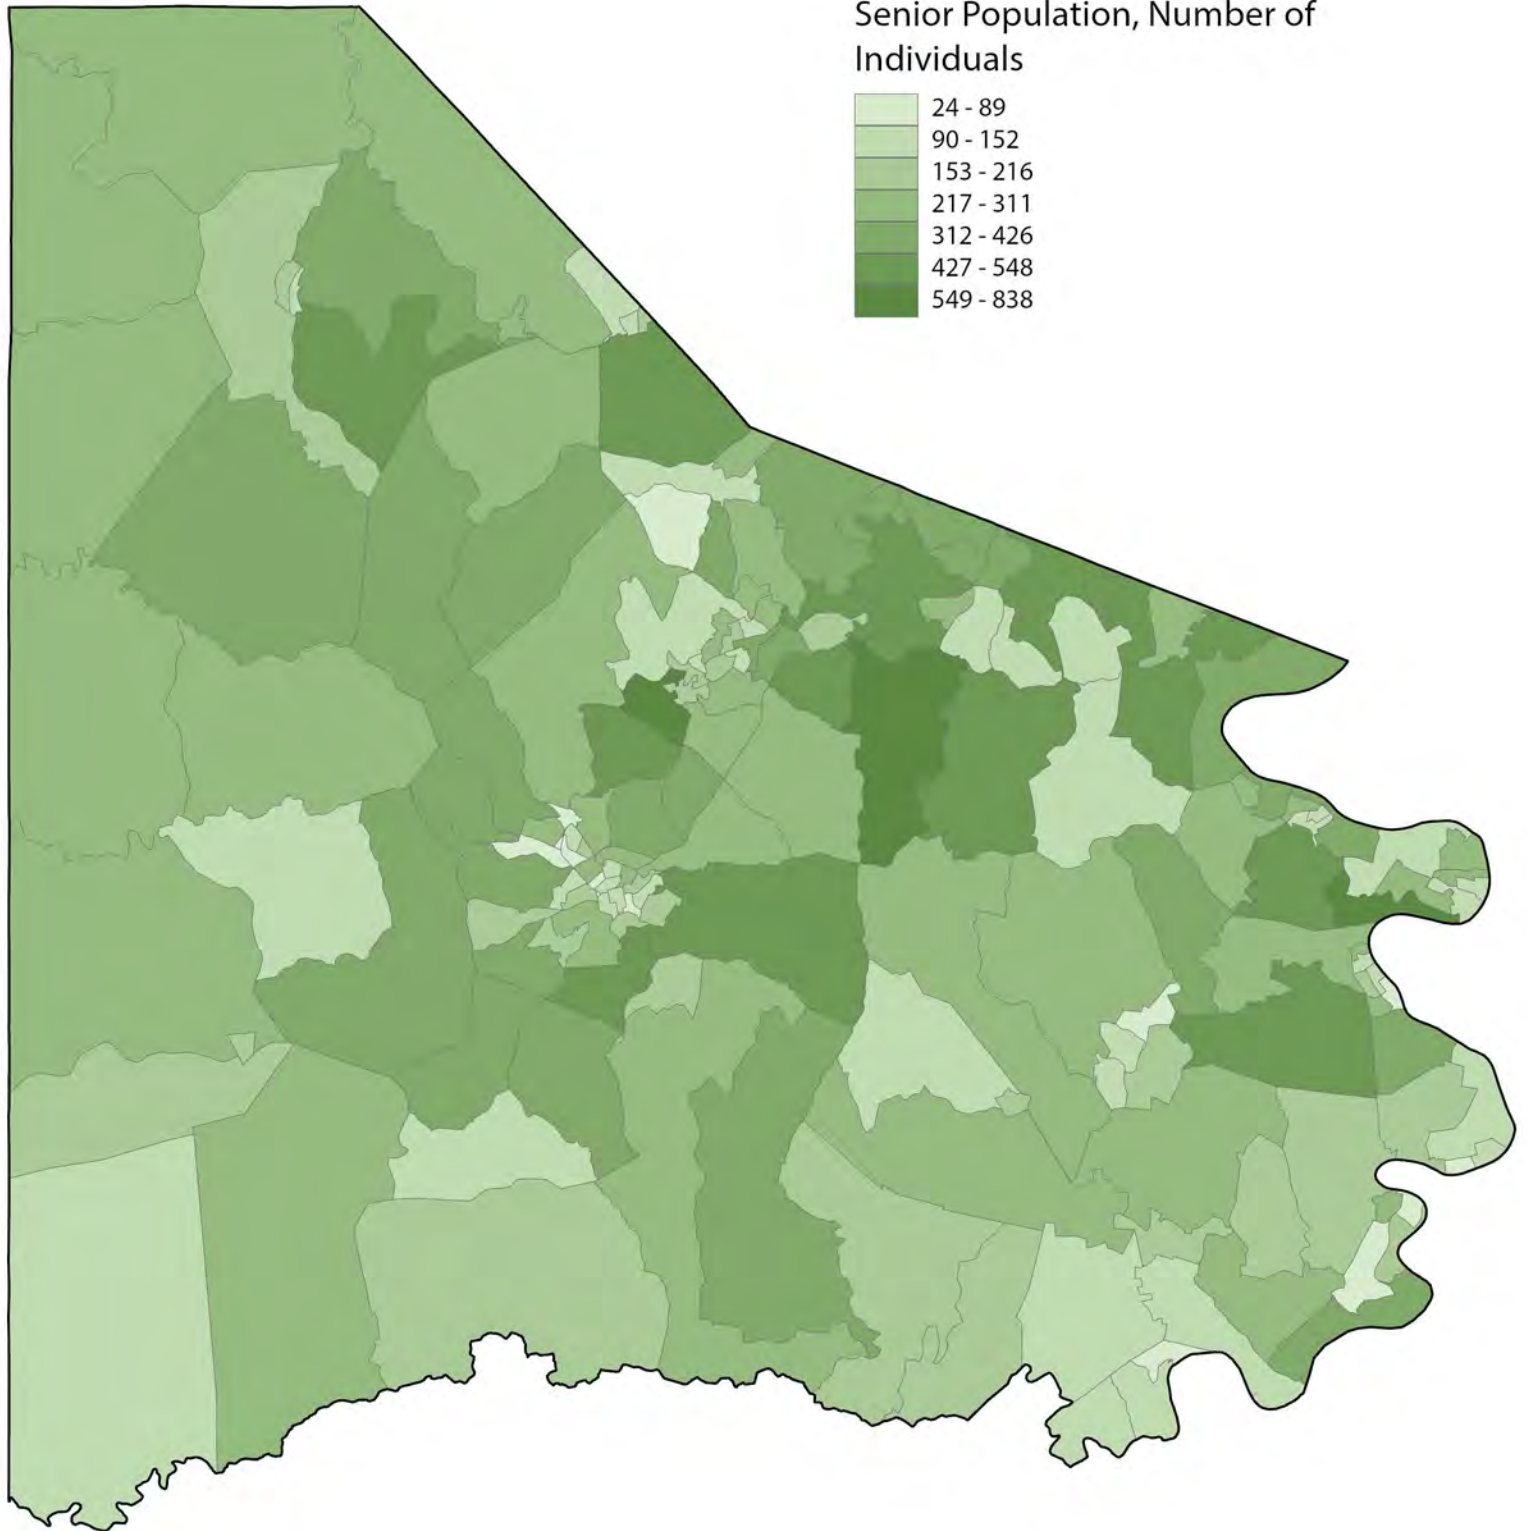 Senior Population, Number of
Individuals
24 - 89
90 - 152
153 - 216
217 - 311
312 - 426
427 - 548
549 - 838